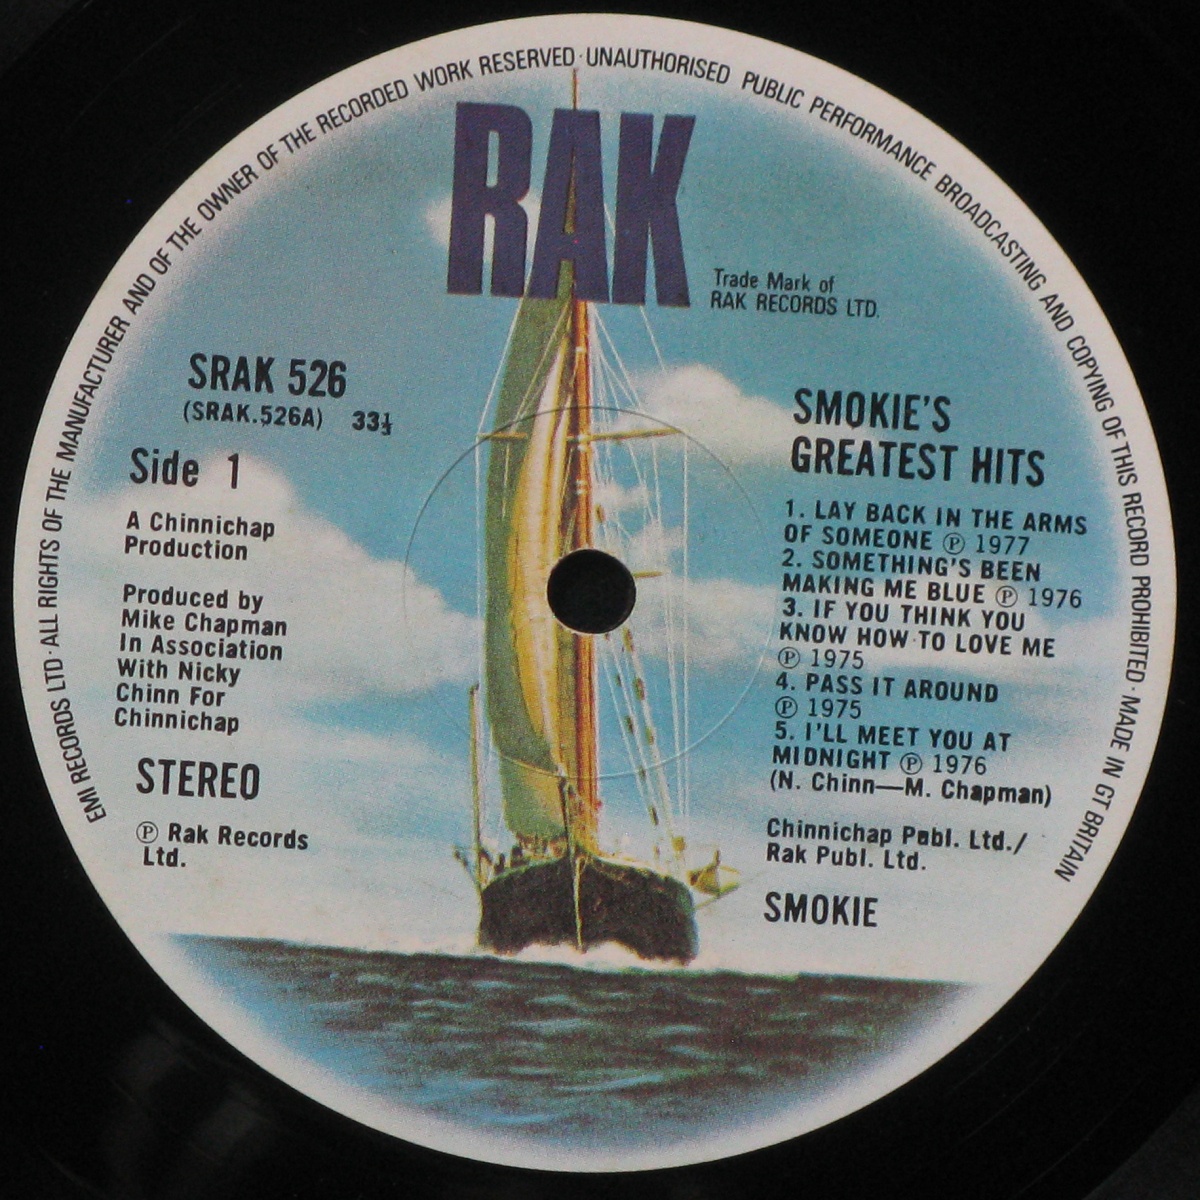 EMI RECORDS LTD · ALL RIGHTS OF THE MANUFACTURER AND OF THE OWNER OF THE RECORDED WORK RESERVED · UNAUTHORISED PUBLIC PERFORMANCE BROADCASTING AND COPYING OF THIS RECORD PROHIBITED · MADE IN GT BRITAIN
RAK
Trade Mark of
RAK RECORDS LTD.
SRAK 526
(SRAK.526A) 33⅓
Side 1
A Chinnichap
Production
Produced by
Mike Chapman
In Association
With Nicky
Chinn For
Chinnichap
STEREO
℗ Rak Records
Ltd.
SMOKIE'S
GREATEST HITS
1. LAY BACK IN THE ARMS
OF SOMEONE ℗ 1977
2. SOMETHING'S BEEN
MAKING ME BLUE ℗ 1976
3. IF YOU THINK YOU
KNOW HOW TO LOVE ME
℗ 1975
4. PASS IT AROUND
℗ 1975
5. I'LL MEET YOU AT
MIDNIGHT ℗ 1976
(N. Chinn—M. Chapman)
Chinnichap Publ. Ltd./
Rak Publ. Ltd.
SMOKIE